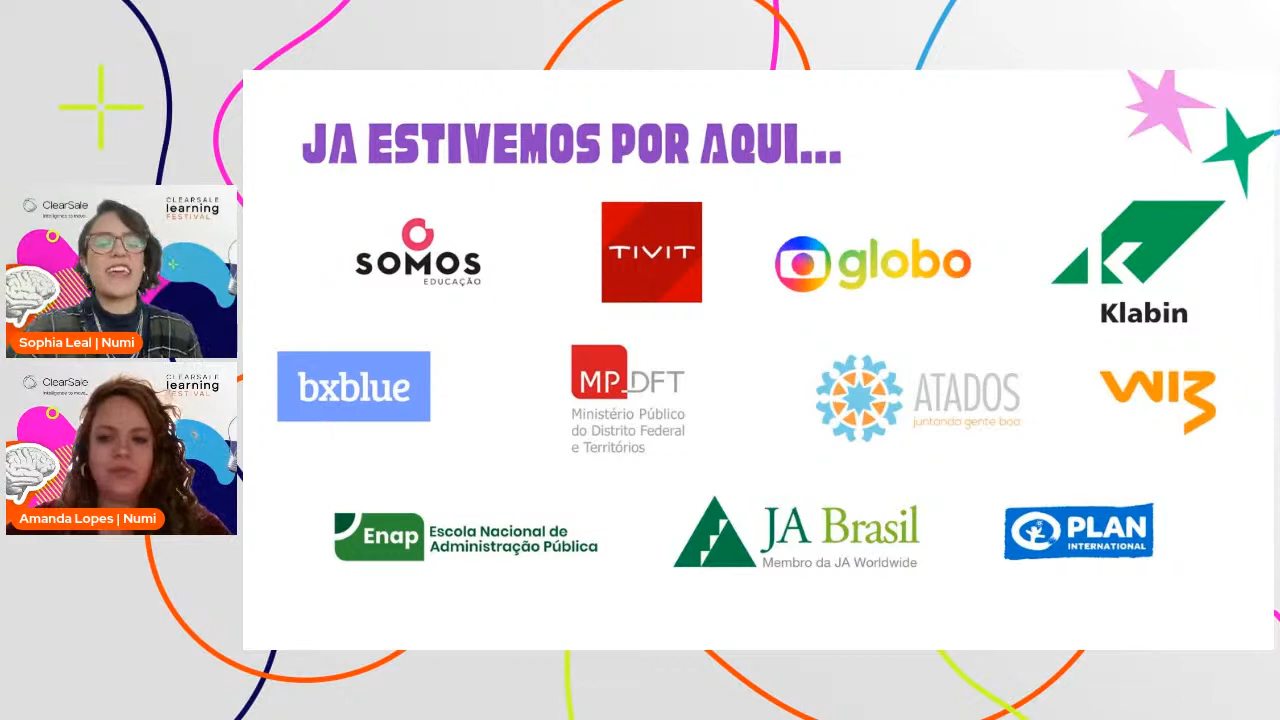 JA ESTIVEMOS POR AQUI...
SOMOS
EDUCAÇÃO
TIVIT
globo
Klabin
bxblue
MP_DFT
Ministério Público
do Distrito Federal
e Territórios
ATADOS
juntando gente boa
WIZ
Enap
Escola Nacional de
Administração Pública
JA Brasil
Membro da JA Worldwide
PLAN
INTERNATIONAL
ClearSale
CLEARSALE
learning
FESTIVAL
Sophia Leal | Numi
ClearSale
learning
FESTIVAL
Amanda Lopes | Numi